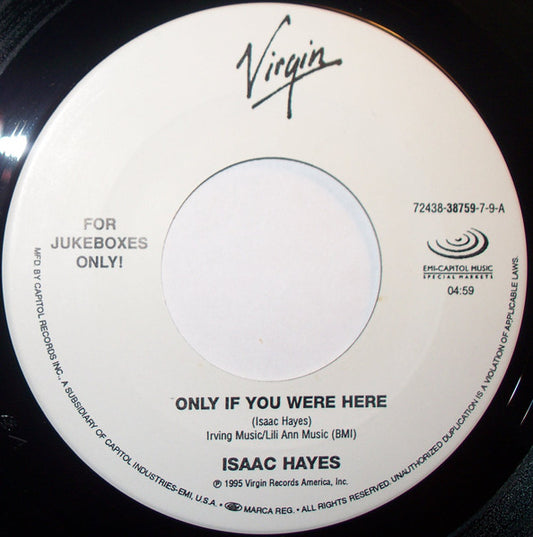 Virgin
FOR
JUKEBOXES
ONLY!
72438-38759-7-9-A
EMI-CAPITOL MUSIC
SPECIAL MARKETS
04:59
ONLY IF YOU WERE HERE
(Isaac Hayes)
Irving Music/Lili Ann Music (BMI)
ISAAC HAYES
℗ 1995 Virgin Records America, Inc.
MFD. BY CAPITOL RECORDS INC., A SUBSIDIARY OF CAPITOL INDUSTRIES-EMI, U.S.A. • MARCA REG. • ALL RIGHTS RESERVED. UNAUTHORIZED DUPLICATION IS A VIOLATION OF APPLICABLE LAWS.